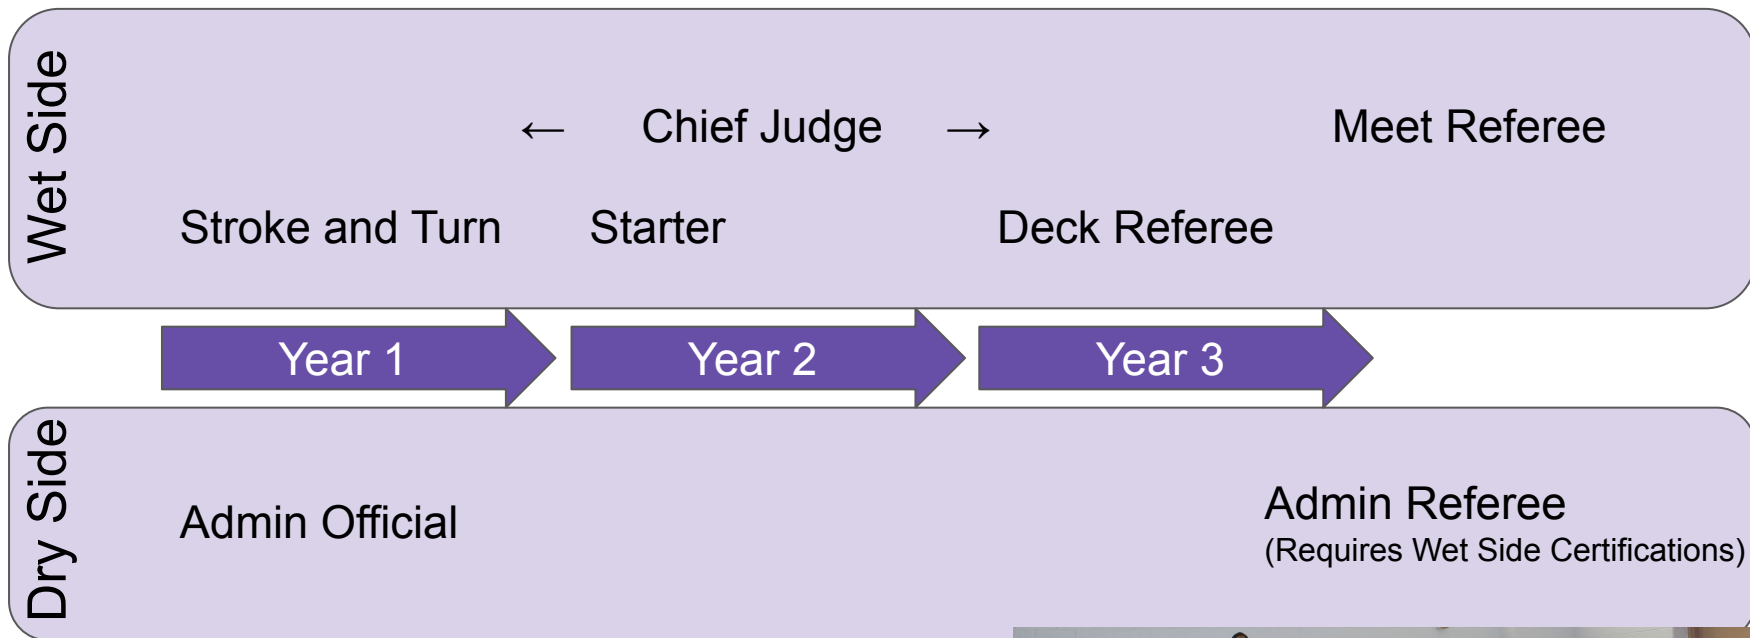 Wet Side
← Chief Judge →
Meet Referee
Stroke and Turn
Starter
Deck Referee
Year 1
Year 2
Year 3
Dry Side
Admin Official
Admin Referee
(Requires Wet Side Certifications)